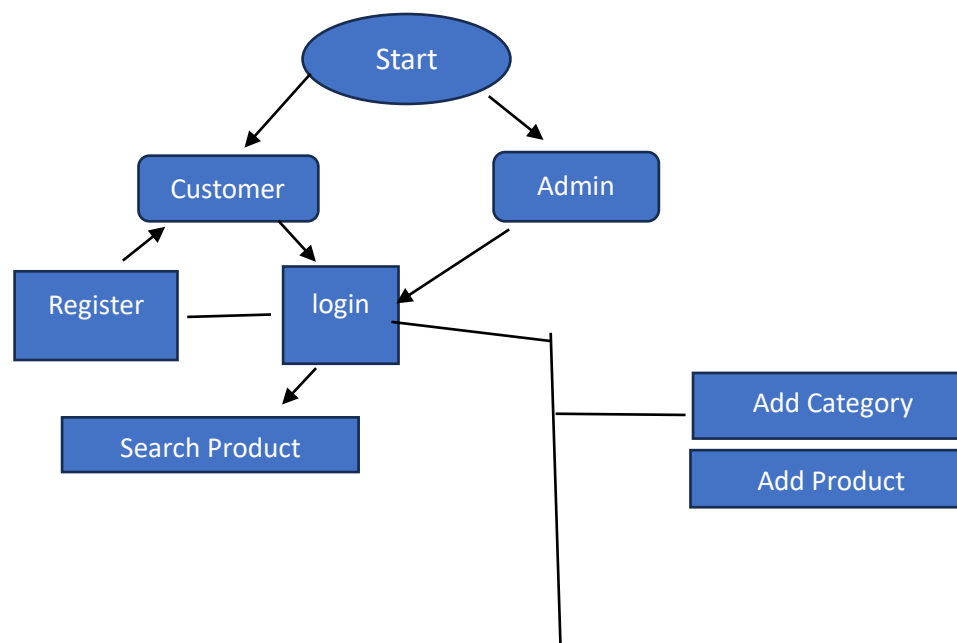 Start
Customer
Admin
Register
login
Add Category
Search Product
Add Product